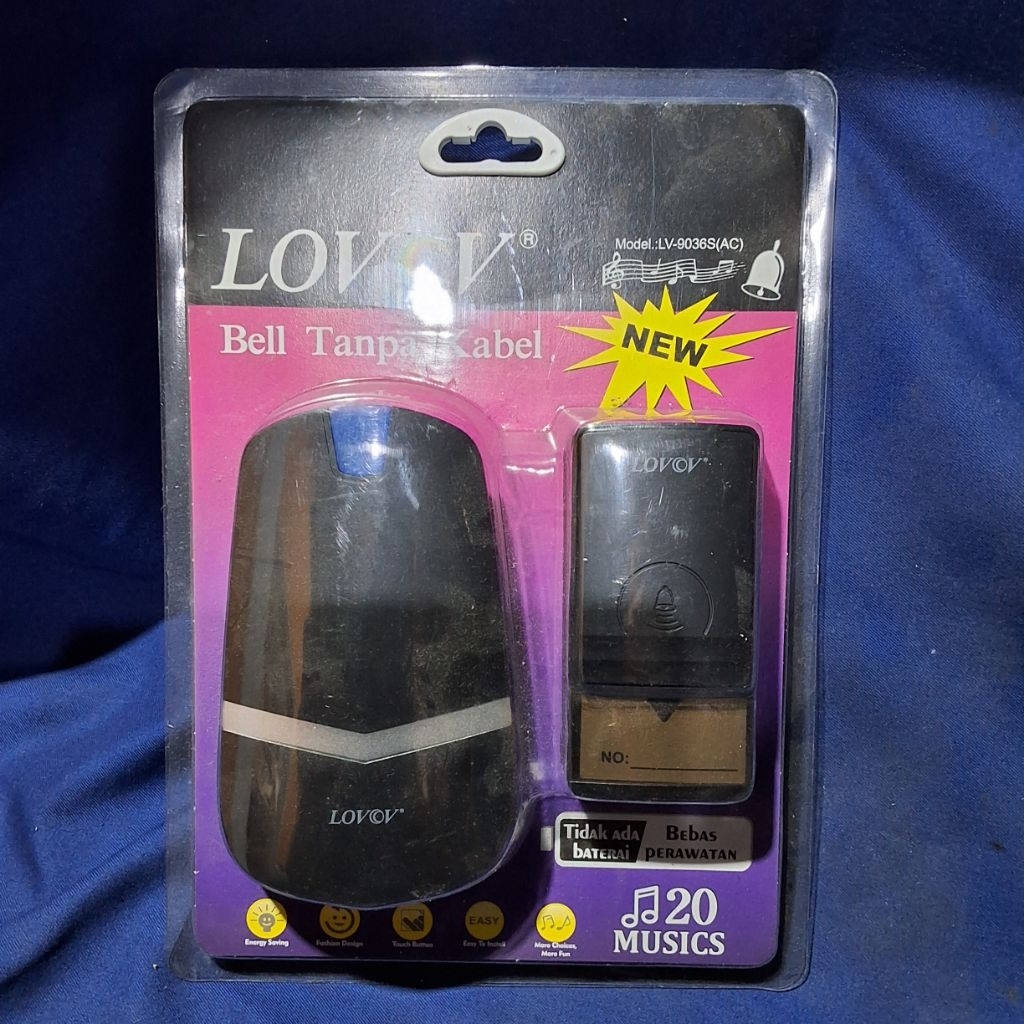 LOVOV®
Model.:LV-9036S(AC)
Bell Tanpa Kabel
NEW
LOVOV®
NO:
LOVOV®
Tidak ada
baterai
Bebas
perawatan
Energy Saving
Fashion Design
Touch Button
EASY
Easy To Install
More Choices,
More Fun
20
MUSICS